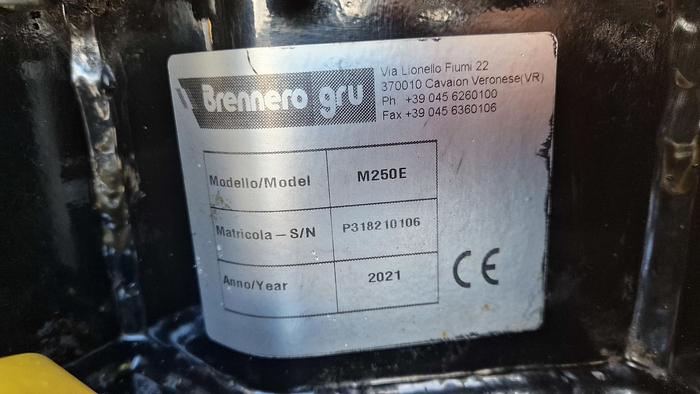 Brennero gru
Via Lionello Fiumi 22
370010 Cavaion Veronese(VR)
Ph +39 045 6260100
Fax +39 045 6360106
Modello/Model M250E
Matricola – S/N P318210106
Anno/Year 2021
CE